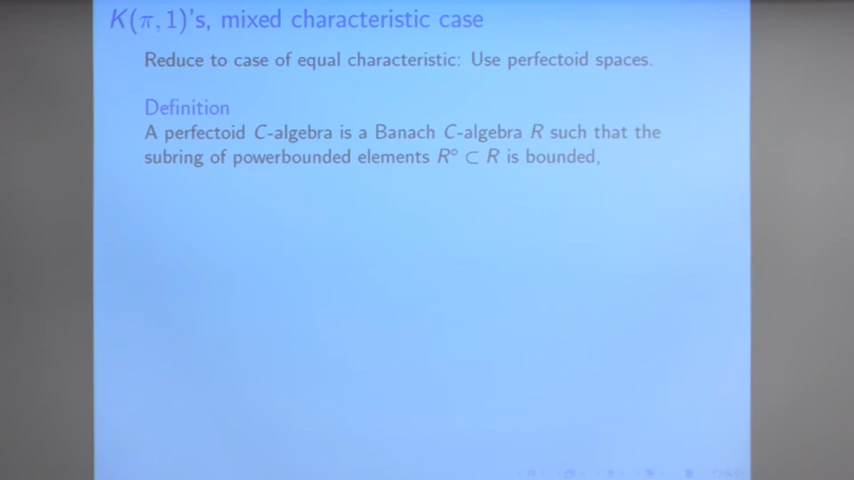 K(π, 1)'s, mixed characteristic case
Reduce to case of equal characteristic: Use perfectoid spaces.
Definition
A perfectoid C-algebra is a Banach C-algebra R such that the
subring of powerbounded elements R° ⊂ R is bounded,